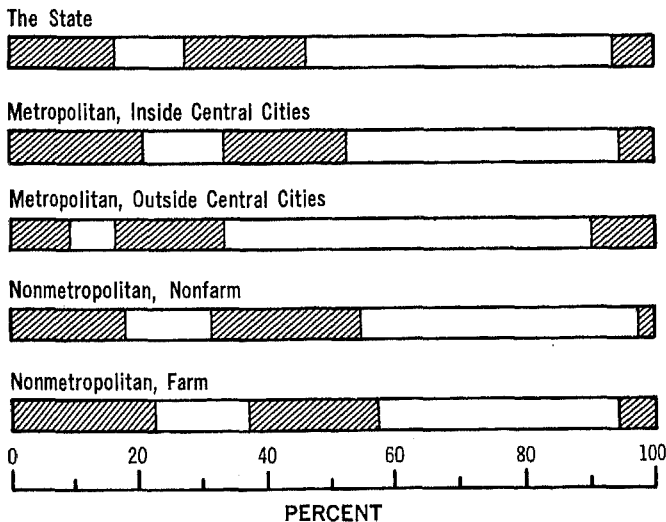 The State
Metropolitan, Inside Central Cities
Metropolitan, Outside Central Cities
Nonmetropolitan, Nonfarm
Nonmetropolitan, Farm
0 20 40 60 80 100
PERCENT